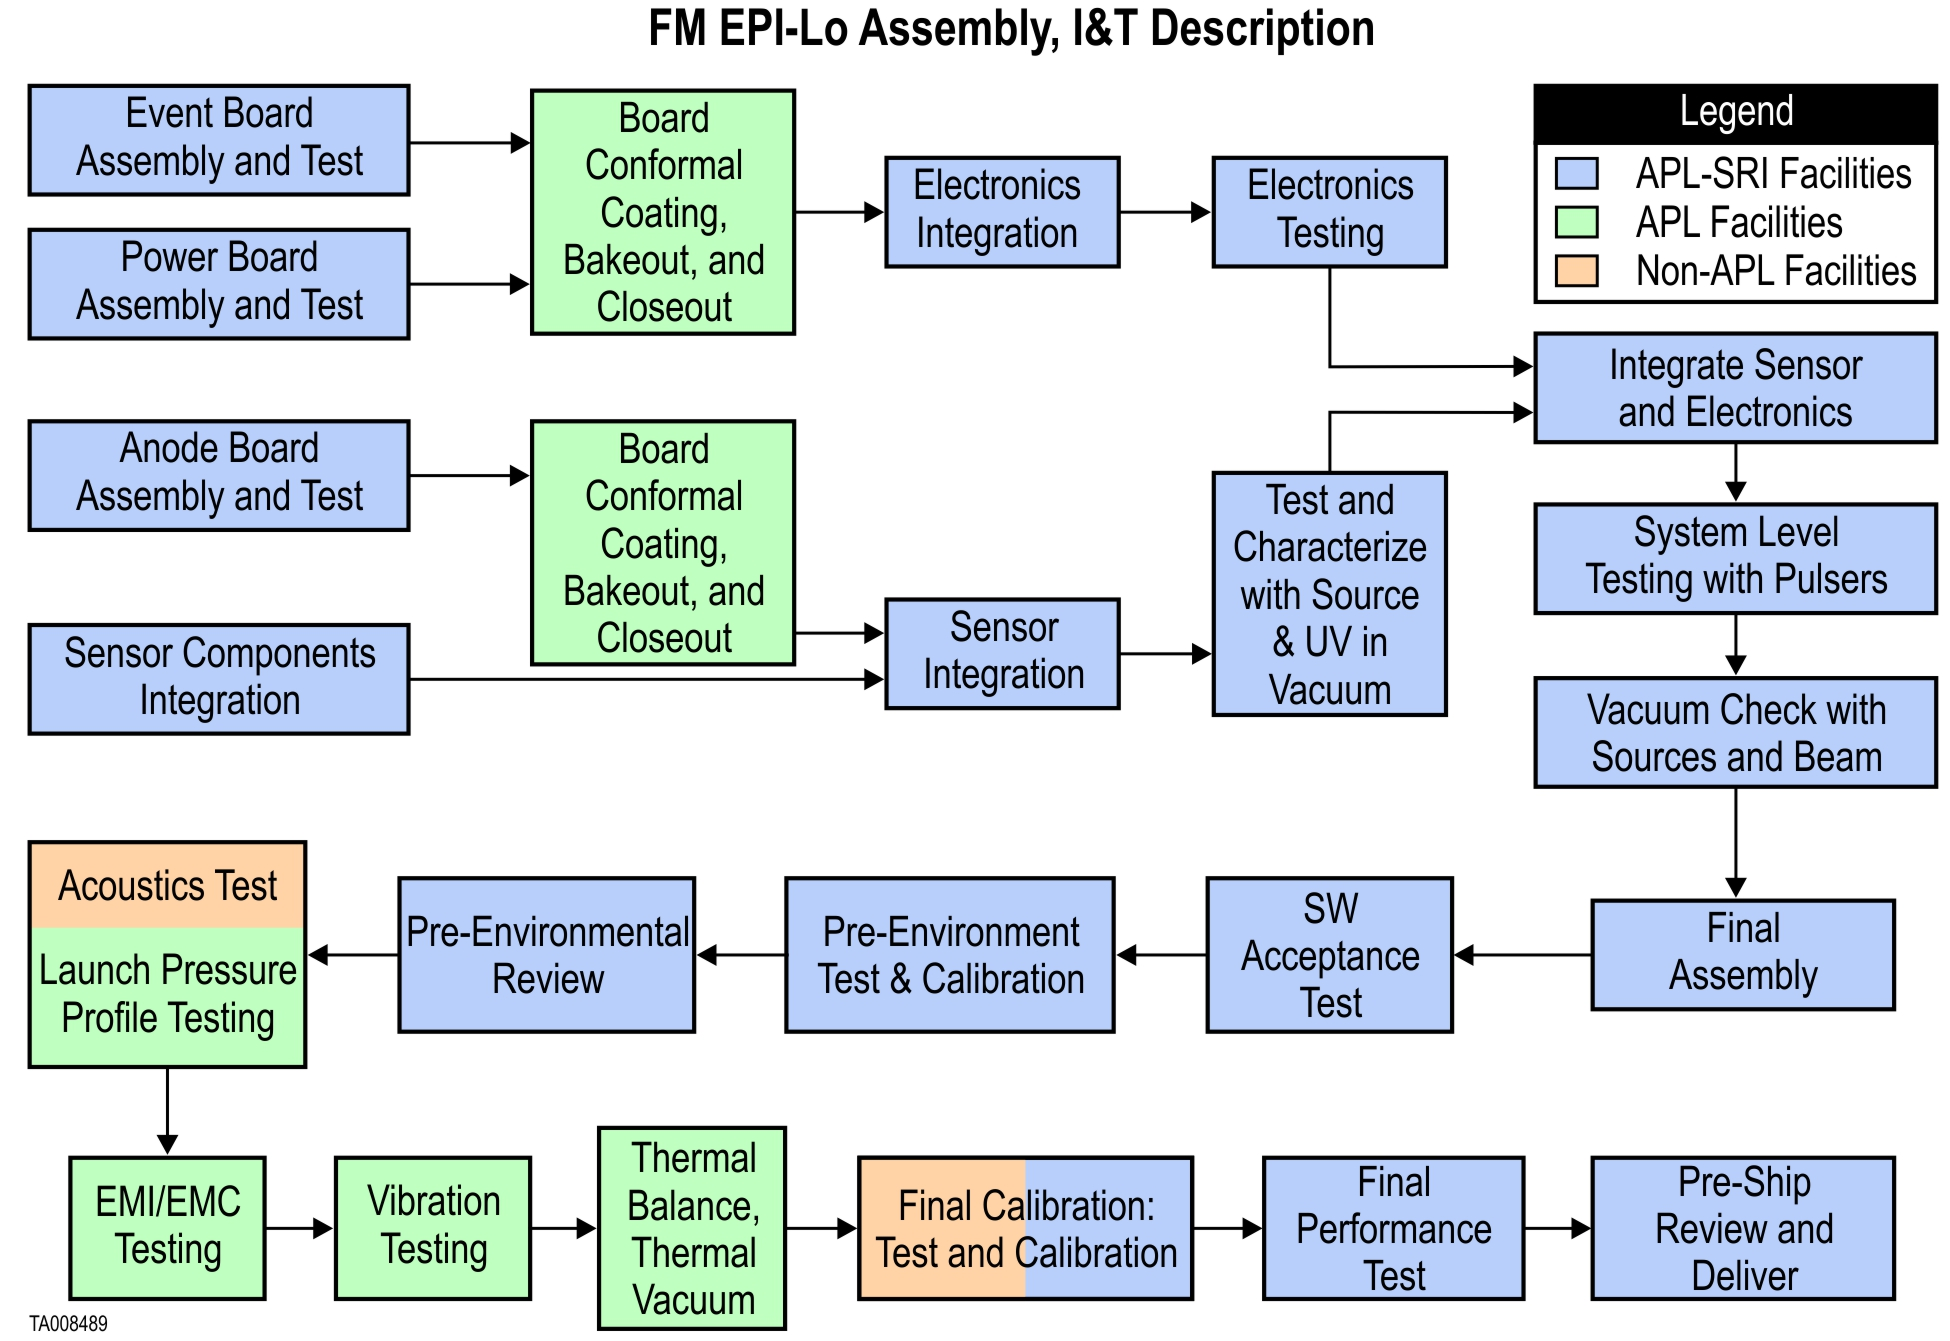 FM EPI-Lo Assembly, I&T Description
Event Board
Assembly and Test
Power Board
Assembly and Test
Board
Conformal
Coating,
Bakeout, and
Closeout
Electronics
Integration
Electronics
Testing
Legend
APL-SRI Facilities
APL Facilities
Non-APL Facilities
Anode Board
Assembly and Test
Sensor Components
Integration
Board
Conformal
Coating,
Bakeout, and
Closeout
Sensor
Integration
Test and
Characterize
with Source
& UV in
Vacuum
Integrate Sensor
and Electronics
System Level
Testing with Pulsers
Vacuum Check with
Sources and Beam
Final
Assembly
SW
Acceptance
Test
Pre-Environment
Test & Calibration
Pre-Environmental
Review
Acoustics Test
Launch Pressure
Profile Testing
EMI/EMC
Testing
Vibration
Testing
Thermal
Balance,
Thermal
Vacuum
Final Calibration:
Test and Calibration
Final
Performance
Test
Pre-Ship
Review and
Deliver
TA008489